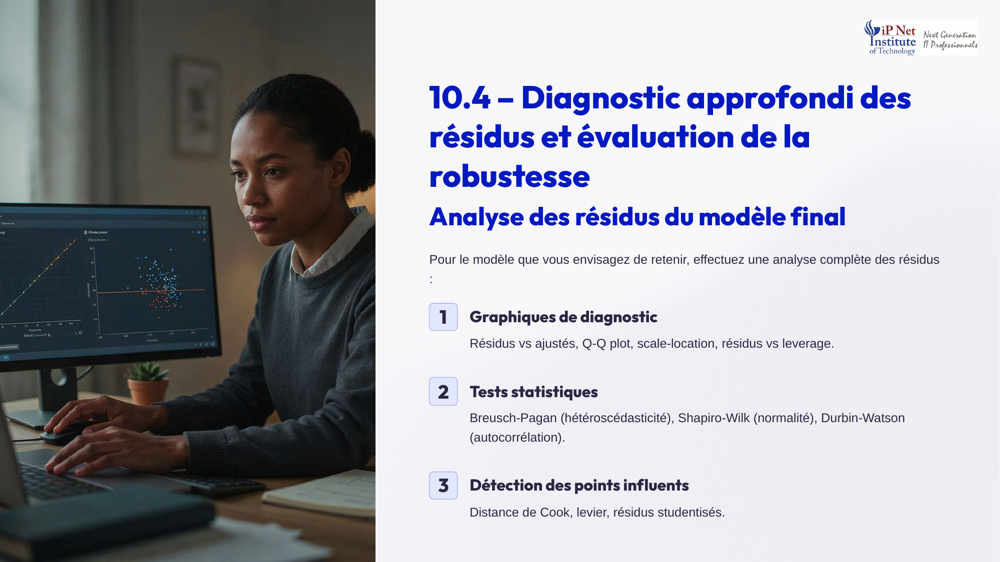 iP Net
Institute
of Technology
Next Generation
IT Professionnels
10.4 – Diagnostic approfondi des
résidus et évaluation de la
robustesse
Analyse des résidus du modèle final
Pour le modèle que vous envisagez de retenir, effectuez une analyse complète des résidus
:
1 Graphiques de diagnostic
Résidus vs ajustés, Q-Q plot, scale-location, résidus vs leverage.
2 Tests statistiques
Breusch-Pagan (hétéroscédasticité), Shapiro-Wilk (normalité), Durbin-Watson
(autocorrélation).
3 Détection des points influents
Distance de Cook, levier, résidus studentisés.